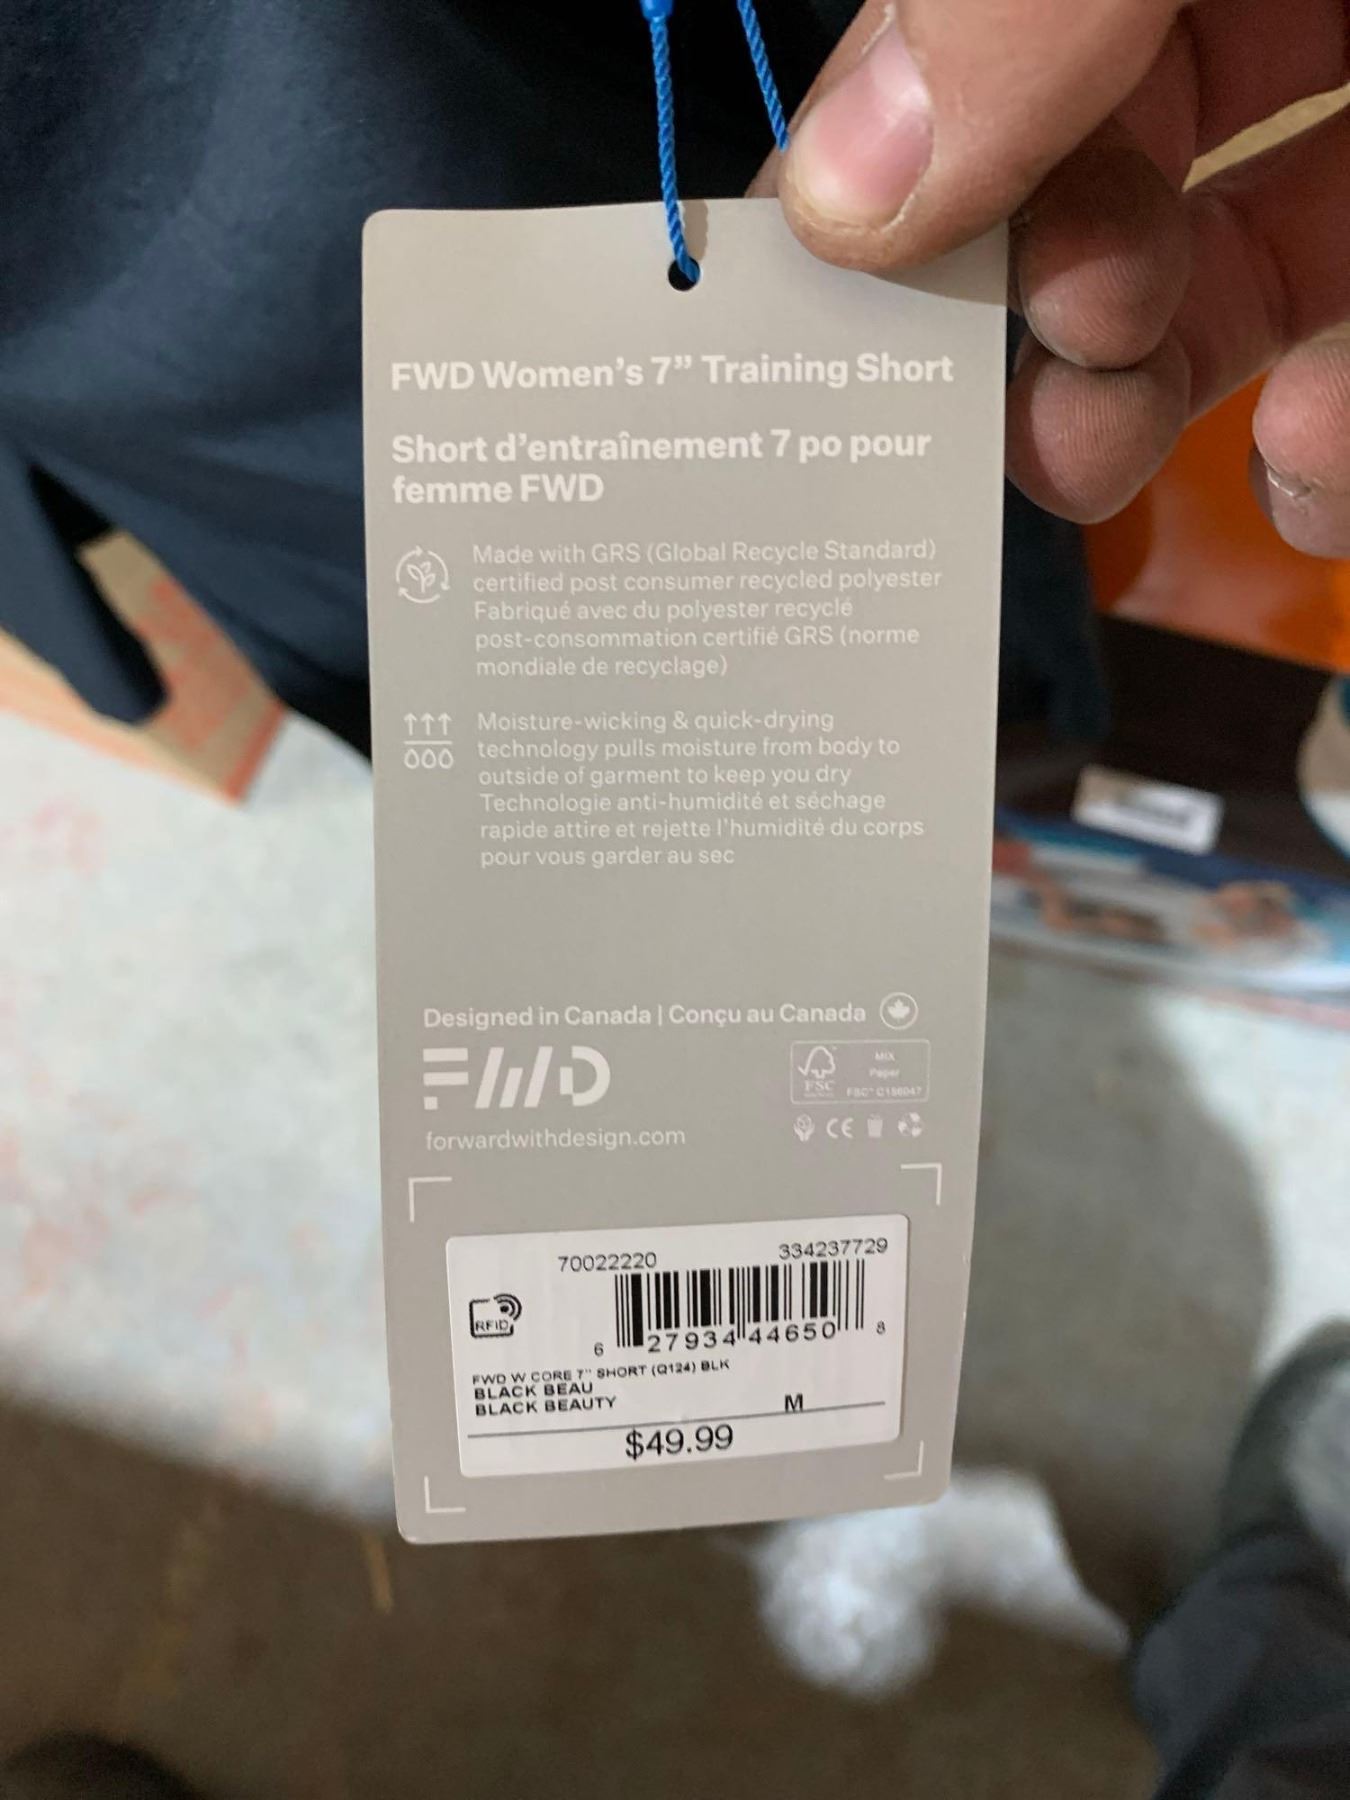 FWD Women's 7" Training Short
Short d'entraînement 7 po pour
femme FWD
Made with GRS (Global Recycle Standard)
certified post consumer recycled polyester
Fabriqué avec du polyester recyclé
post-consommation certifié GRS (norme
mondiale de recyclage)
Moisture-wicking & quick-drying
technology pulls moisture from body to
outside of garment to keep you dry
Technologie anti-humidité et séchage
rapide attire et rejette l'humidité du corps
pour vous garder au sec
Designed in Canada | Conçu au Canada
FWD
MIX
Paper
FSC
FSC™ C156047
forwardwithdesign.com
CE
70022220 334237729
RFID
6 27934 44650 8
FWD W CORE 7" SHORT (Q124) BLK
BLACK BEAU
BLACK BEAUTY M
$49.99